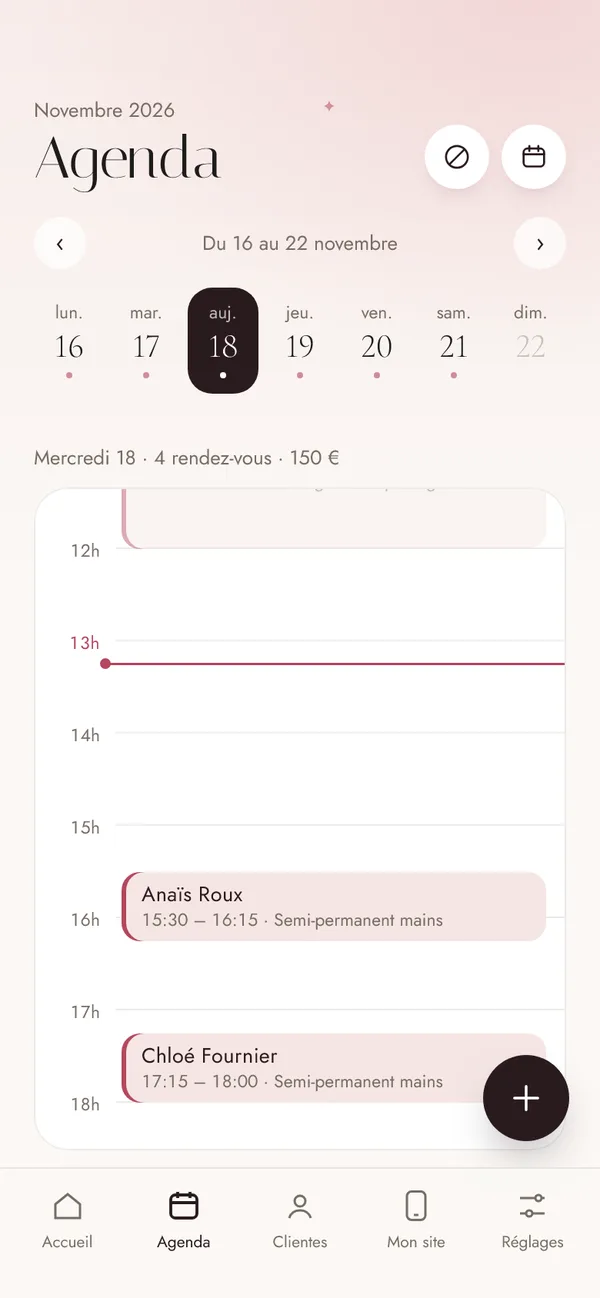 Novembre 2026
Agenda
Du 16 au 22 novembre
lun. mar. auj. jeu. ven. sam. dim.
16 17 18 19 20 21 22
Mercredi 18 · 4 rendez-vous · 150 €
12h
13h
14h
15h
Anaïs Roux
15:30 – 16:15 · Semi-permanent mains
16h
17h
Chloé Fournier
17:15 – 18:00 · Semi-permanent mains
18h
Accueil Agenda Clientes Mon site Réglages